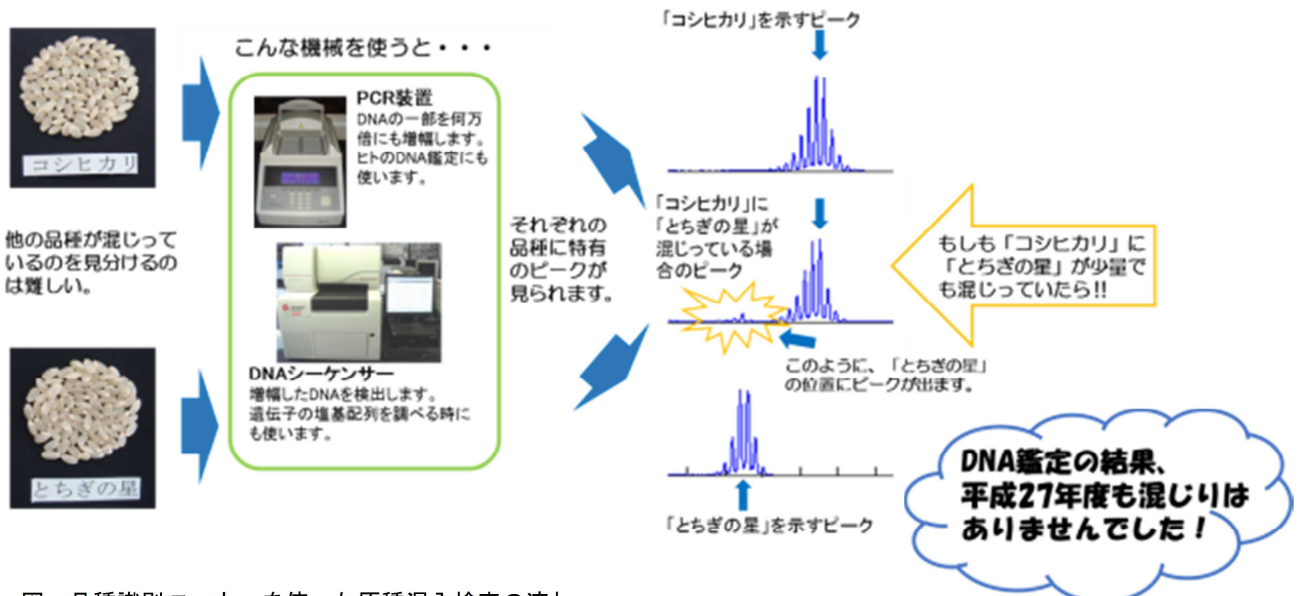 コシヒカリ
他の品種が混じって
いるのを見分けるの
は難しい。
とちぎの星
こんな機械を使うと・・・
PCR装置
DNAの一部を何万
倍にも増幅します。
ヒトのDNA鑑定にも
使います。
DNAシーケンサー
増幅したDNAを検出します。
遺伝子の塩基配列を調べる時に
も使います。
それぞれの
品種に特有
のピークが
見られます。
「コシヒカリ」を示すピーク
「コシヒカリ」に
「とちぎの星」が
混じっている場
合のピーク
もしも「コシヒカリ」に
「とちぎの星」が少量で
も混じっていたら!!
このように、「とちぎの星」
の位置にピークが出ます。
「とちぎの星」を示すピーク
DNA鑑定の結果、
平成27年度も混じりは
ありませんでした！